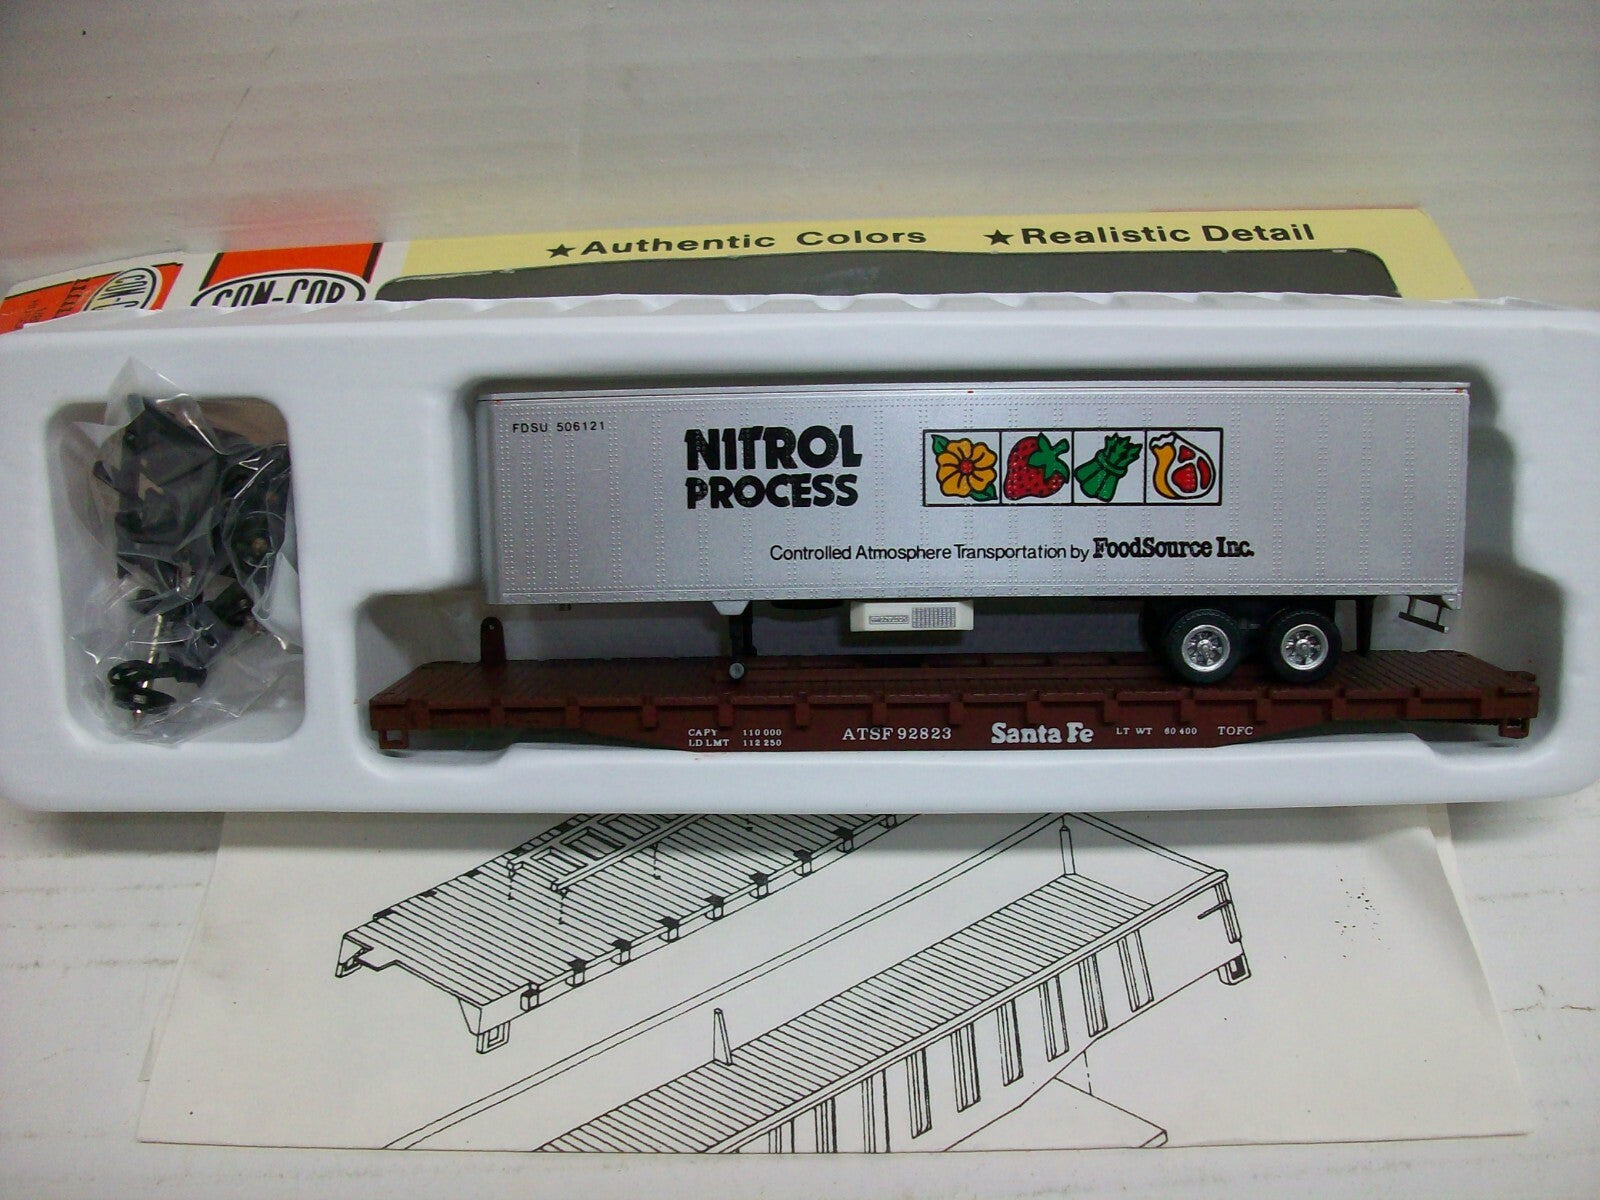 ★ Authentic Colors ★ Realistic Detail
CON-COR
FDSU 506121
NITROL
PROCESS
Controlled Atmosphere Transportation by FoodSource Inc.
CAPY 110 000
LD LMT 112 250
ATSF 92823
Santa Fe
LT WT 60 400
TOFC